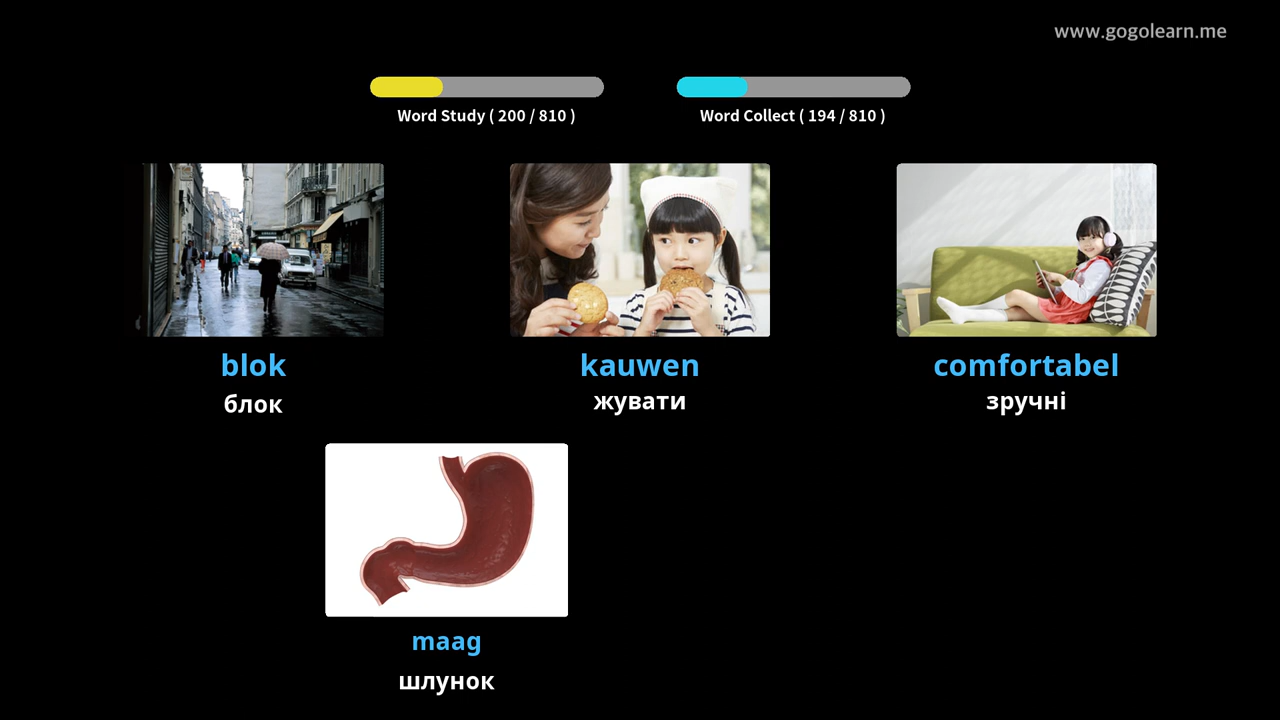 www.gogolearn.me
Word Study ( 200 / 810 )
Word Collect ( 194 / 810 )
blok
блок
kauwen
жувати
comfortabel
зручні
maag
шлунок